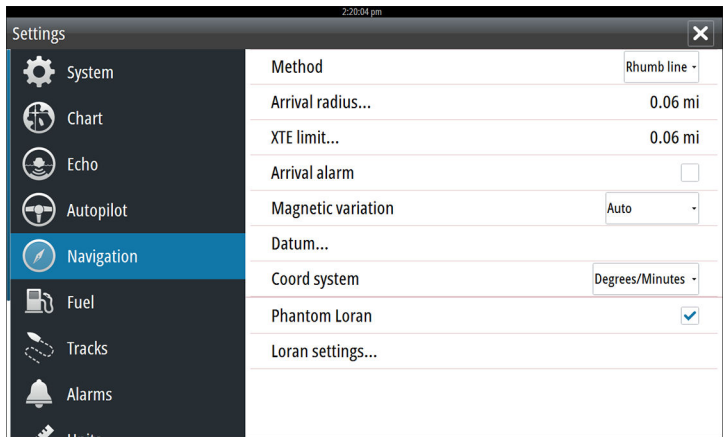 2:20:04 pm
Settings
System
Chart
Echo
Autopilot
Navigation
Fuel
Tracks
Alarms
Method Rhumb line
Arrival radius... 0.06 mi
XTE limit... 0.06 mi
Arrival alarm
Magnetic variation Auto
Datum...
Coord system Degrees/Minutes
Phantom Loran
Loran settings...